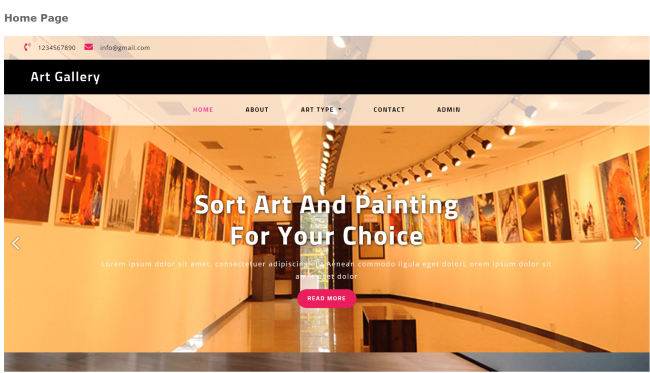 Home Page
1234567890 info@gmail.com
Art Gallery
HOME ABOUT ART TYPE CONTACT ADMIN
Sort Art And Painting
For Your Choice
Lorem ipsum dolor sit amet, consectetuer adipiscing Aenean commodo ligula eget dolor. orem ipsum dolor sit
eget dolor
READ MORE